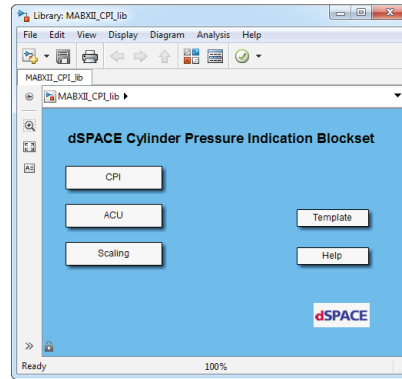 Library: MABXII_CPI_lib
File Edit View Display Diagram Analysis Help
MABXII_CPI_lib
MABXII_CPI_lib
dSPACE Cylinder Pressure Indication Blockset
CPI
ACU
Template
Scaling
Help
dSPACE
Ready 100%